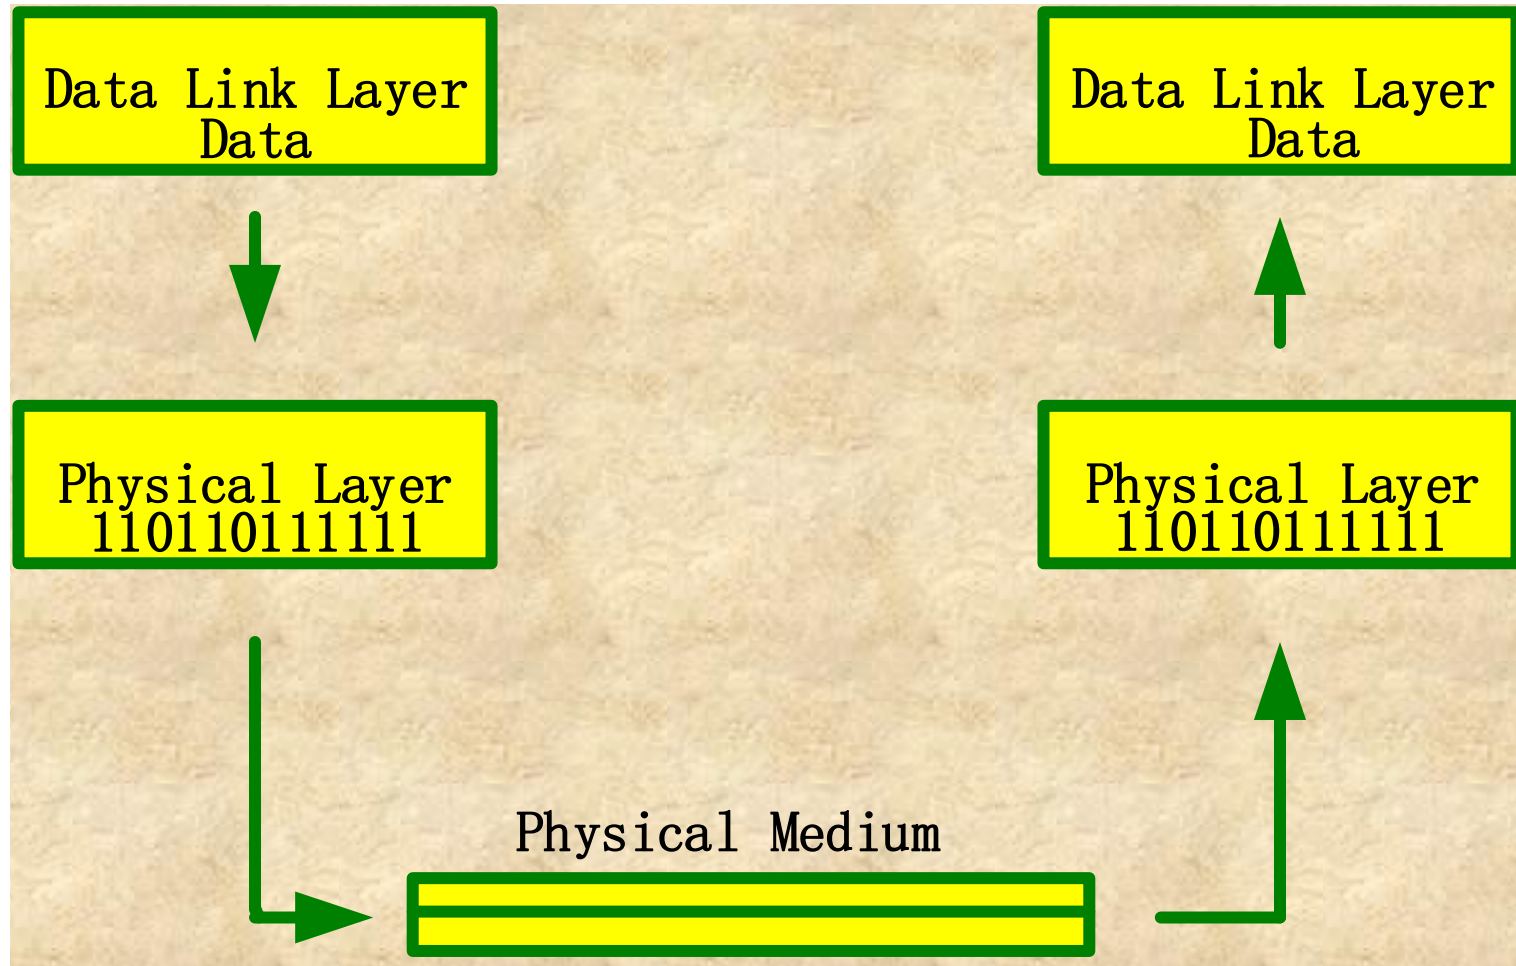 Data Link Layer
Data
Data Link Layer
Data
Physical Layer
110110111111
Physical Layer
110110111111
Physical Medium